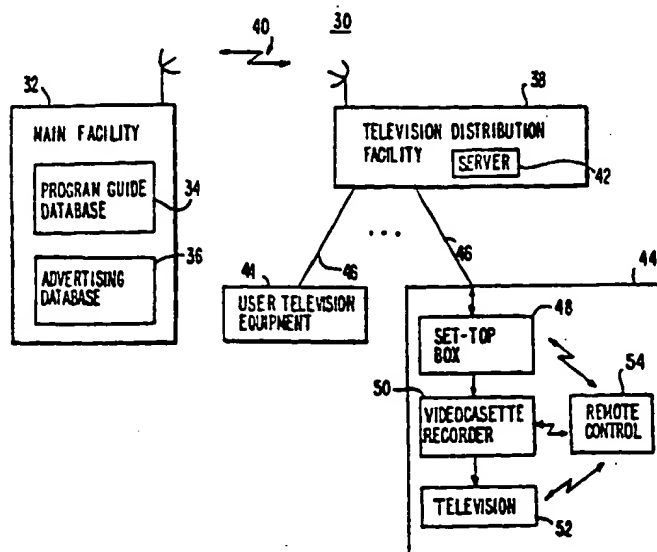 30
40
32
38
MAIN FACILITY
PROGRAM GUIDE
DATABASE
34
36
ADVERTISING
DATABASE
TELEVISION DISTRIBUTION
FACILITY
SERVER
42
...
46
46
44
USER TELEVISION
EQUIPMENT
44
SET-TOP
BOX
48
50
VIDEOCASETTE
RECORDER
54
REMOTE
CONTROL
TELEVISION
52